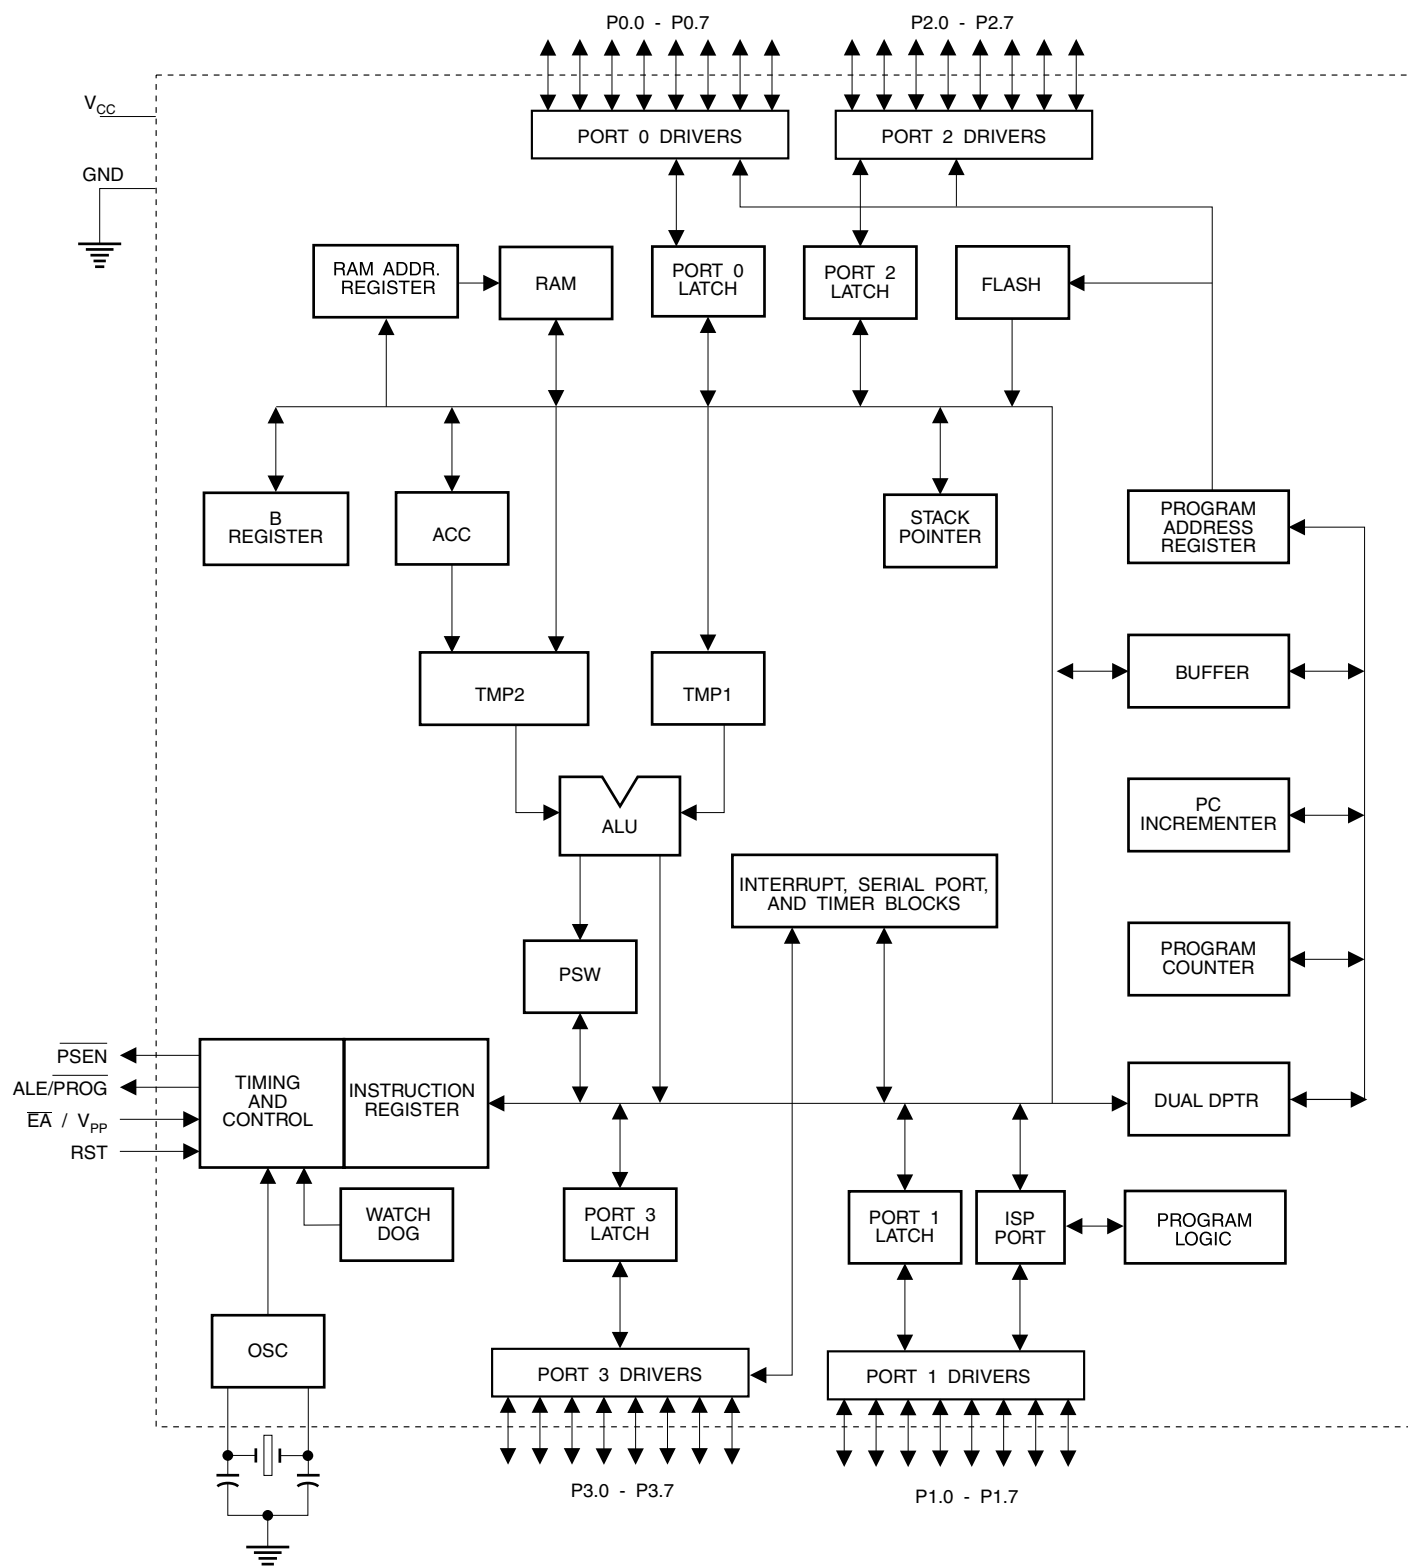 P0.0 - P0.7
P2.0 - P2.7
VCC
PORT 0 DRIVERS
PORT 2 DRIVERS
GND
RAM ADDR.
REGISTER
RAM
PORT 0
LATCH
PORT 2
LATCH
FLASH
B
REGISTER
ACC
STACK
POINTER
PROGRAM
ADDRESS
REGISTER
TMP2
TMP1
BUFFER
ALU
PC
INCREMENTER
INTERRUPT, SERIAL PORT,
AND TIMER BLOCKS
PSW
PROGRAM
COUNTER
PSEN
ALE/PROG
EA / VPP
RST
TIMING
AND
CONTROL
INSTRUCTION
REGISTER
DUAL DPTR
WATCH
DOG
PORT 3
LATCH
PORT 1
LATCH
ISP
PORT
PROGRAM
LOGIC
OSC
PORT 3 DRIVERS
PORT 1 DRIVERS
P3.0 - P3.7
P1.0 - P1.7